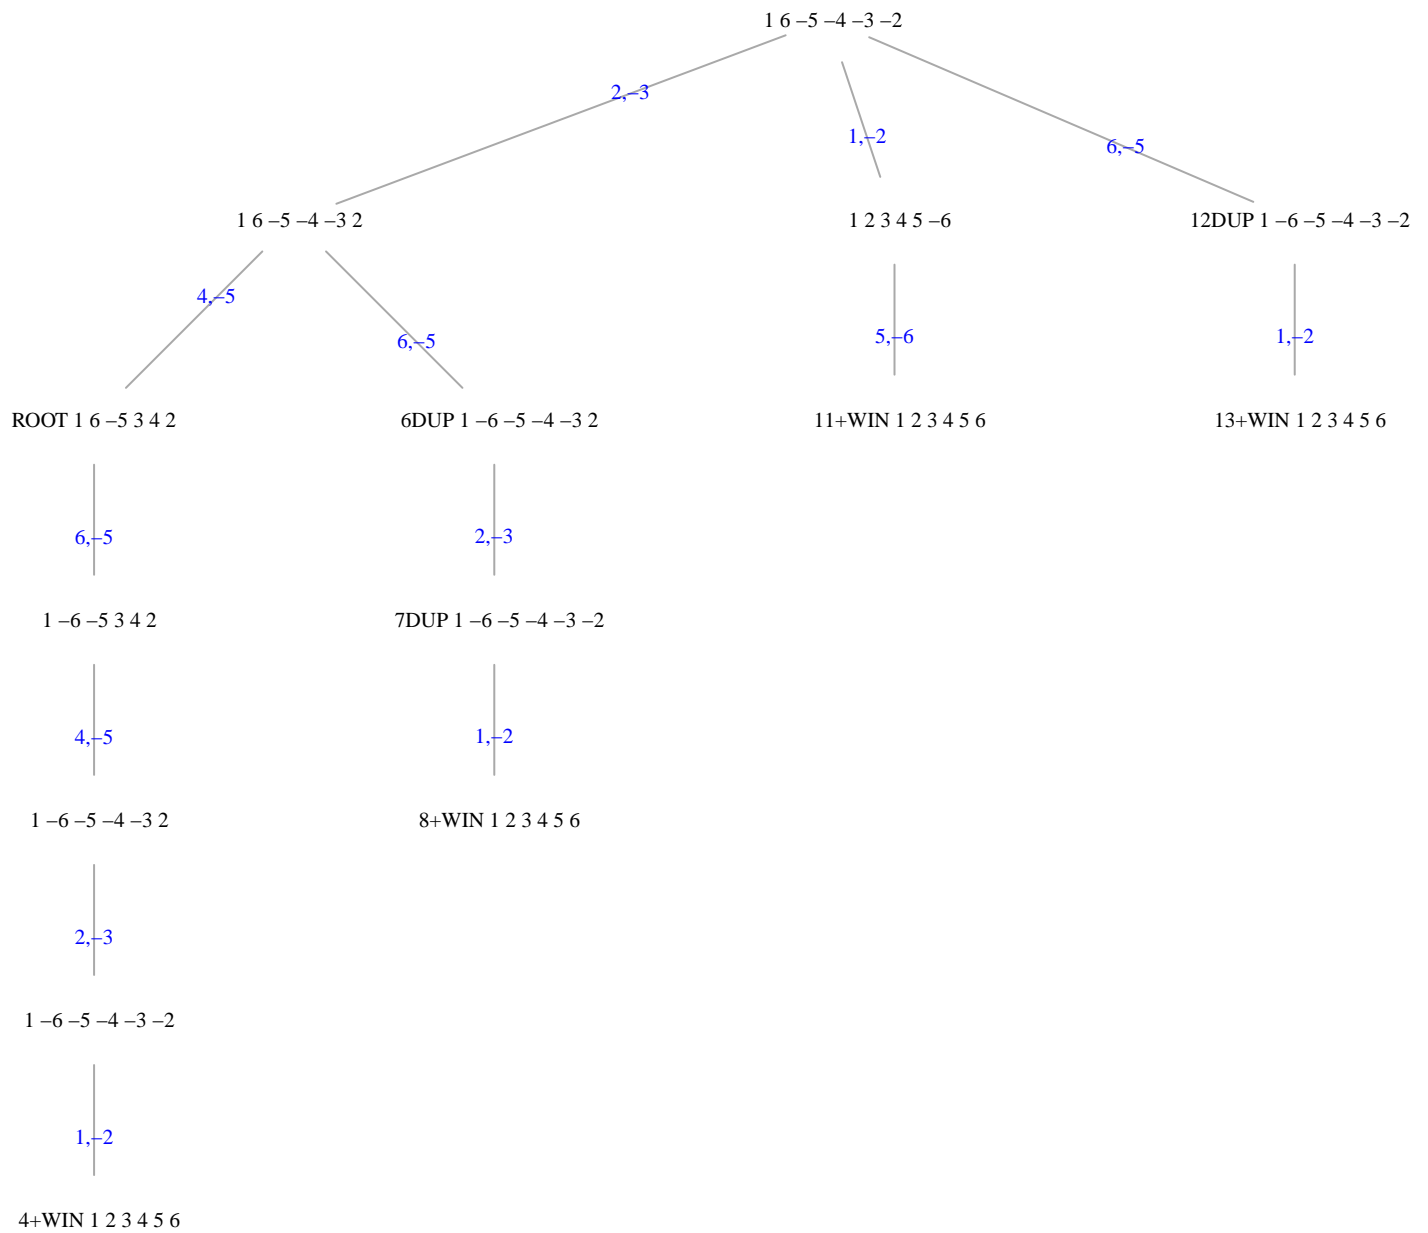 1 6 –5 –4 –3 –2
2,–3
1,–2
6,–5
1 6 –5 –4 –3 2
1 2 3 4 5 –6
12DUP 1 –6 –5 –4 –3 –2
4,–5
6,–5
5,–6
1,–2
ROOT 1 6 –5 3 4 2
6DUP 1 –6 –5 –4 –3 2
11+WIN 1 2 3 4 5 6
13+WIN 1 2 3 4 5 6
6,–5
2,–3
1 –6 –5 3 4 2
7DUP 1 –6 –5 –4 –3 –2
4,–5
1,–2
1 –6 –5 –4 –3 2
8+WIN 1 2 3 4 5 6
2,–3
1 –6 –5 –4 –3 –2
1,–2
4+WIN 1 2 3 4 5 6